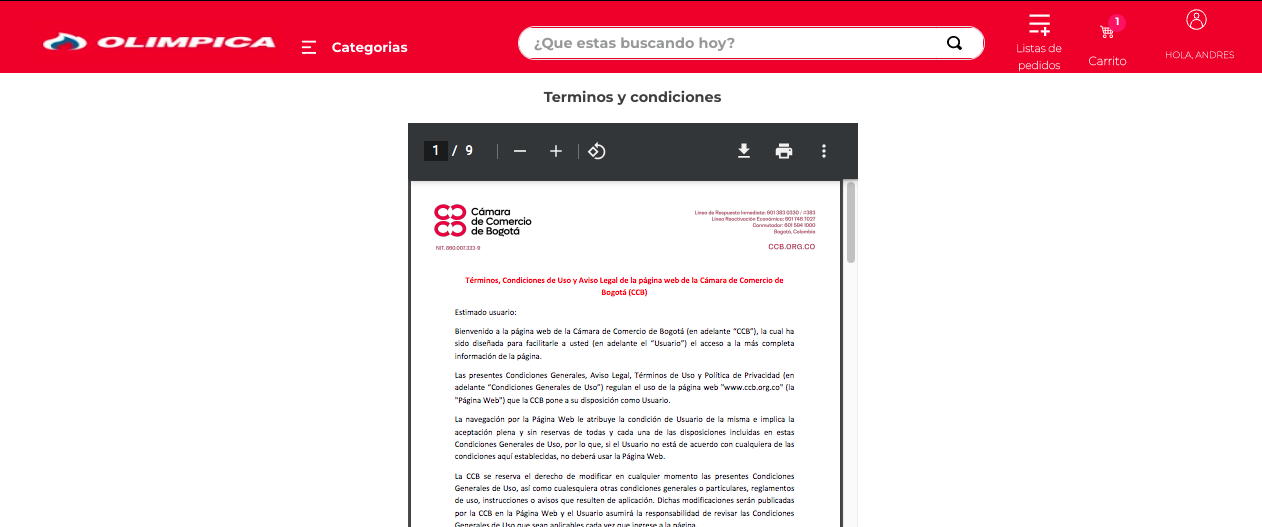 OLIMPICA
Categorias
¿Que estas buscando hoy?
Listas de
pedidos
1
Carrito
HOLA, ANDRES
Terminos y condiciones
1 / 9
Cámara
de Comercio
de Bogotá
NIT. 860.007.322-9
Línea de Respuesta Inmediata: 601 383 0330 / #383
Línea Reactivación Económica: 601 746 1027
Conmutador: 601 594 1000
Bogotá, Colombia
CCB.ORG.CO
Términos, Condiciones de Uso y Aviso Legal de la página web de la Cámara de Comercio de
Bogotá (CCB)
Estimado usuario:
Bienvenido a la página web de la Cámara de Comercio de Bogotá (en adelante “CCB”), la cual ha
sido diseñada para facilitarle a usted (en adelante el “Usuario”) el acceso a la más completa
información de la página.
Las presentes Condiciones Generales, Aviso Legal, Términos de Uso y Política de Privacidad (en
adelante “Condiciones Generales de Uso”) regulan el uso de la página web "www.ccb.org.co" (la
"Página Web") que la CCB pone a su disposición como Usuario.
La navegación por la Página Web le atribuye la condición de Usuario de la misma e implica la
aceptación plena y sin reservas de todas y cada una de las disposiciones incluidas en estas
Condiciones Generales de Uso, por lo que, si el Usuario no está de acuerdo con cualquiera de las
condiciones aquí establecidas, no deberá usar la Página Web.
La CCB se reserva el derecho de modificar en cualquier momento las presentes Condiciones
Generales de Uso, así como cualesquiera otras condiciones generales o particulares, reglamentos
de uso, instrucciones o avisos que resulten de aplicación. Dichas modificaciones serán publicadas
por la CCB en la Página Web y el Usuario asumirá la responsabilidad de revisar las Condiciones
Generales de Uso que sean aplicables cada vez que ingrese a la página.